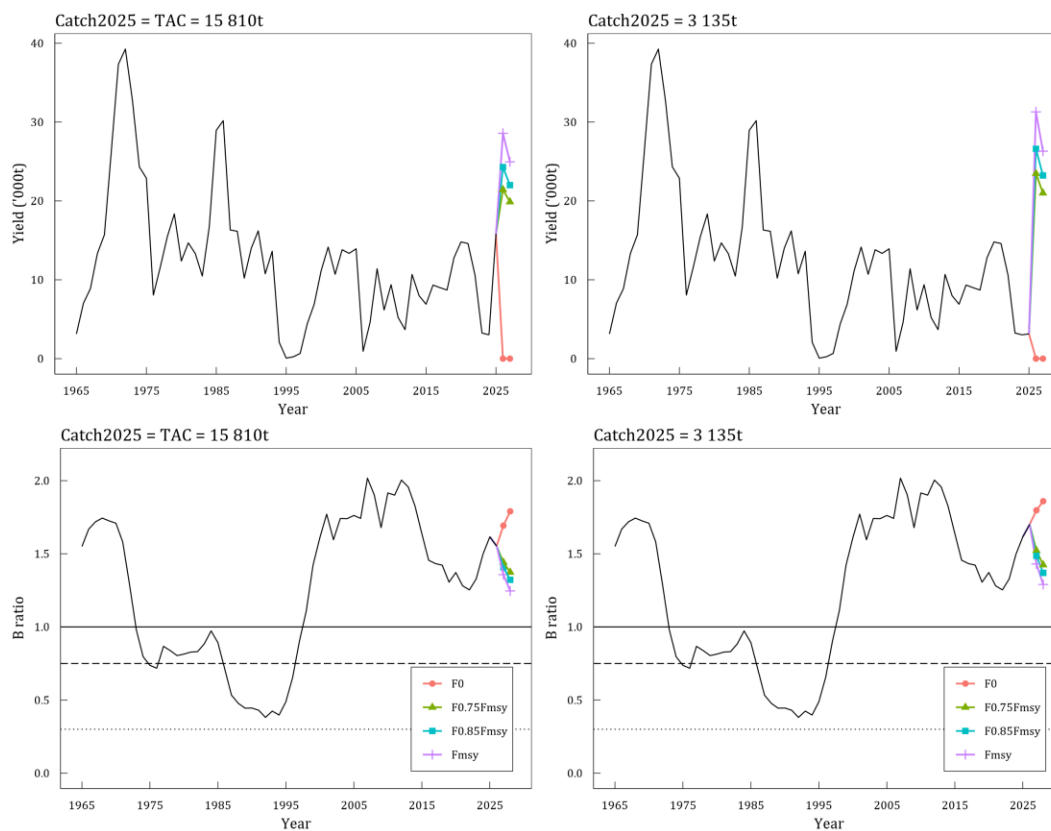 Catch2025 = TAC = 15 810t
Yield ('000t)
40
30
20
10
0
1965 1975 1985 1995 2005 2015 2025
Year
Catch2025 = 3 135t
Yield ('000t)
40
30
20
10
0
1965 1975 1985 1995 2005 2015 2025
Year
Catch2025 = TAC = 15 810t
B ratio
2.0
1.5
1.0
0.5
0.0
F0
F0.75Fmsy
F0.85Fmsy
Fmsy
1965 1975 1985 1995 2005 2015 2025
Year
Catch2025 = 3 135t
B ratio
2.0
1.5
1.0
0.5
0.0
F0
F0.75Fmsy
F0.85Fmsy
Fmsy
1965 1975 1985 1995 2005 2015 2025
Year